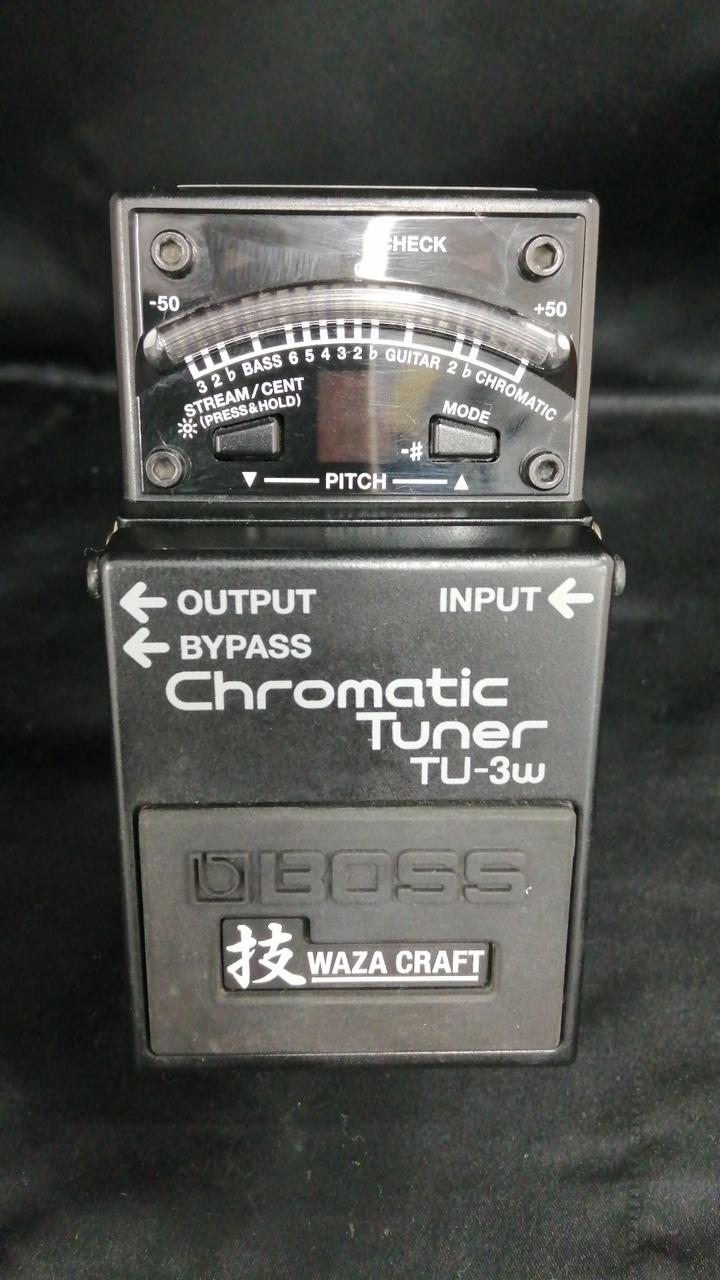 CHECK
-50
+50
3 2 ♭ BASS 6 5 4 3-2 ♭ GUITAR 2 ♭ CHROMATIC
STREAM/CENT
(PRESS&HOLD)
MODE
-♯
▼ PITCH ▲
← OUTPUT
INPUT ←
← BYPASS
Chromatic
Tuner
TU-3w
BOSS
技 WAZA CRAFT